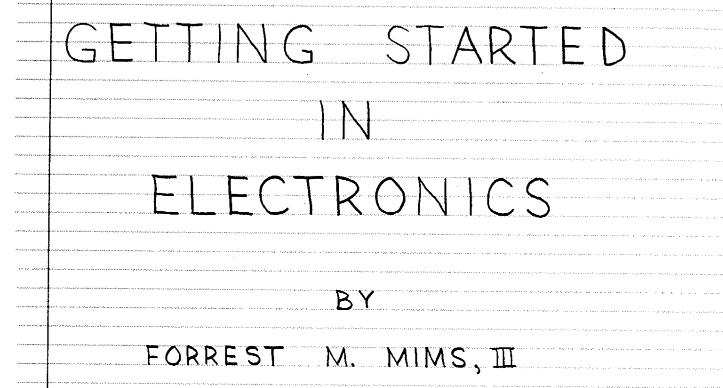 GETTING STARTED
IN
ELECTRONICS
BY
FORREST M. MIMS, III